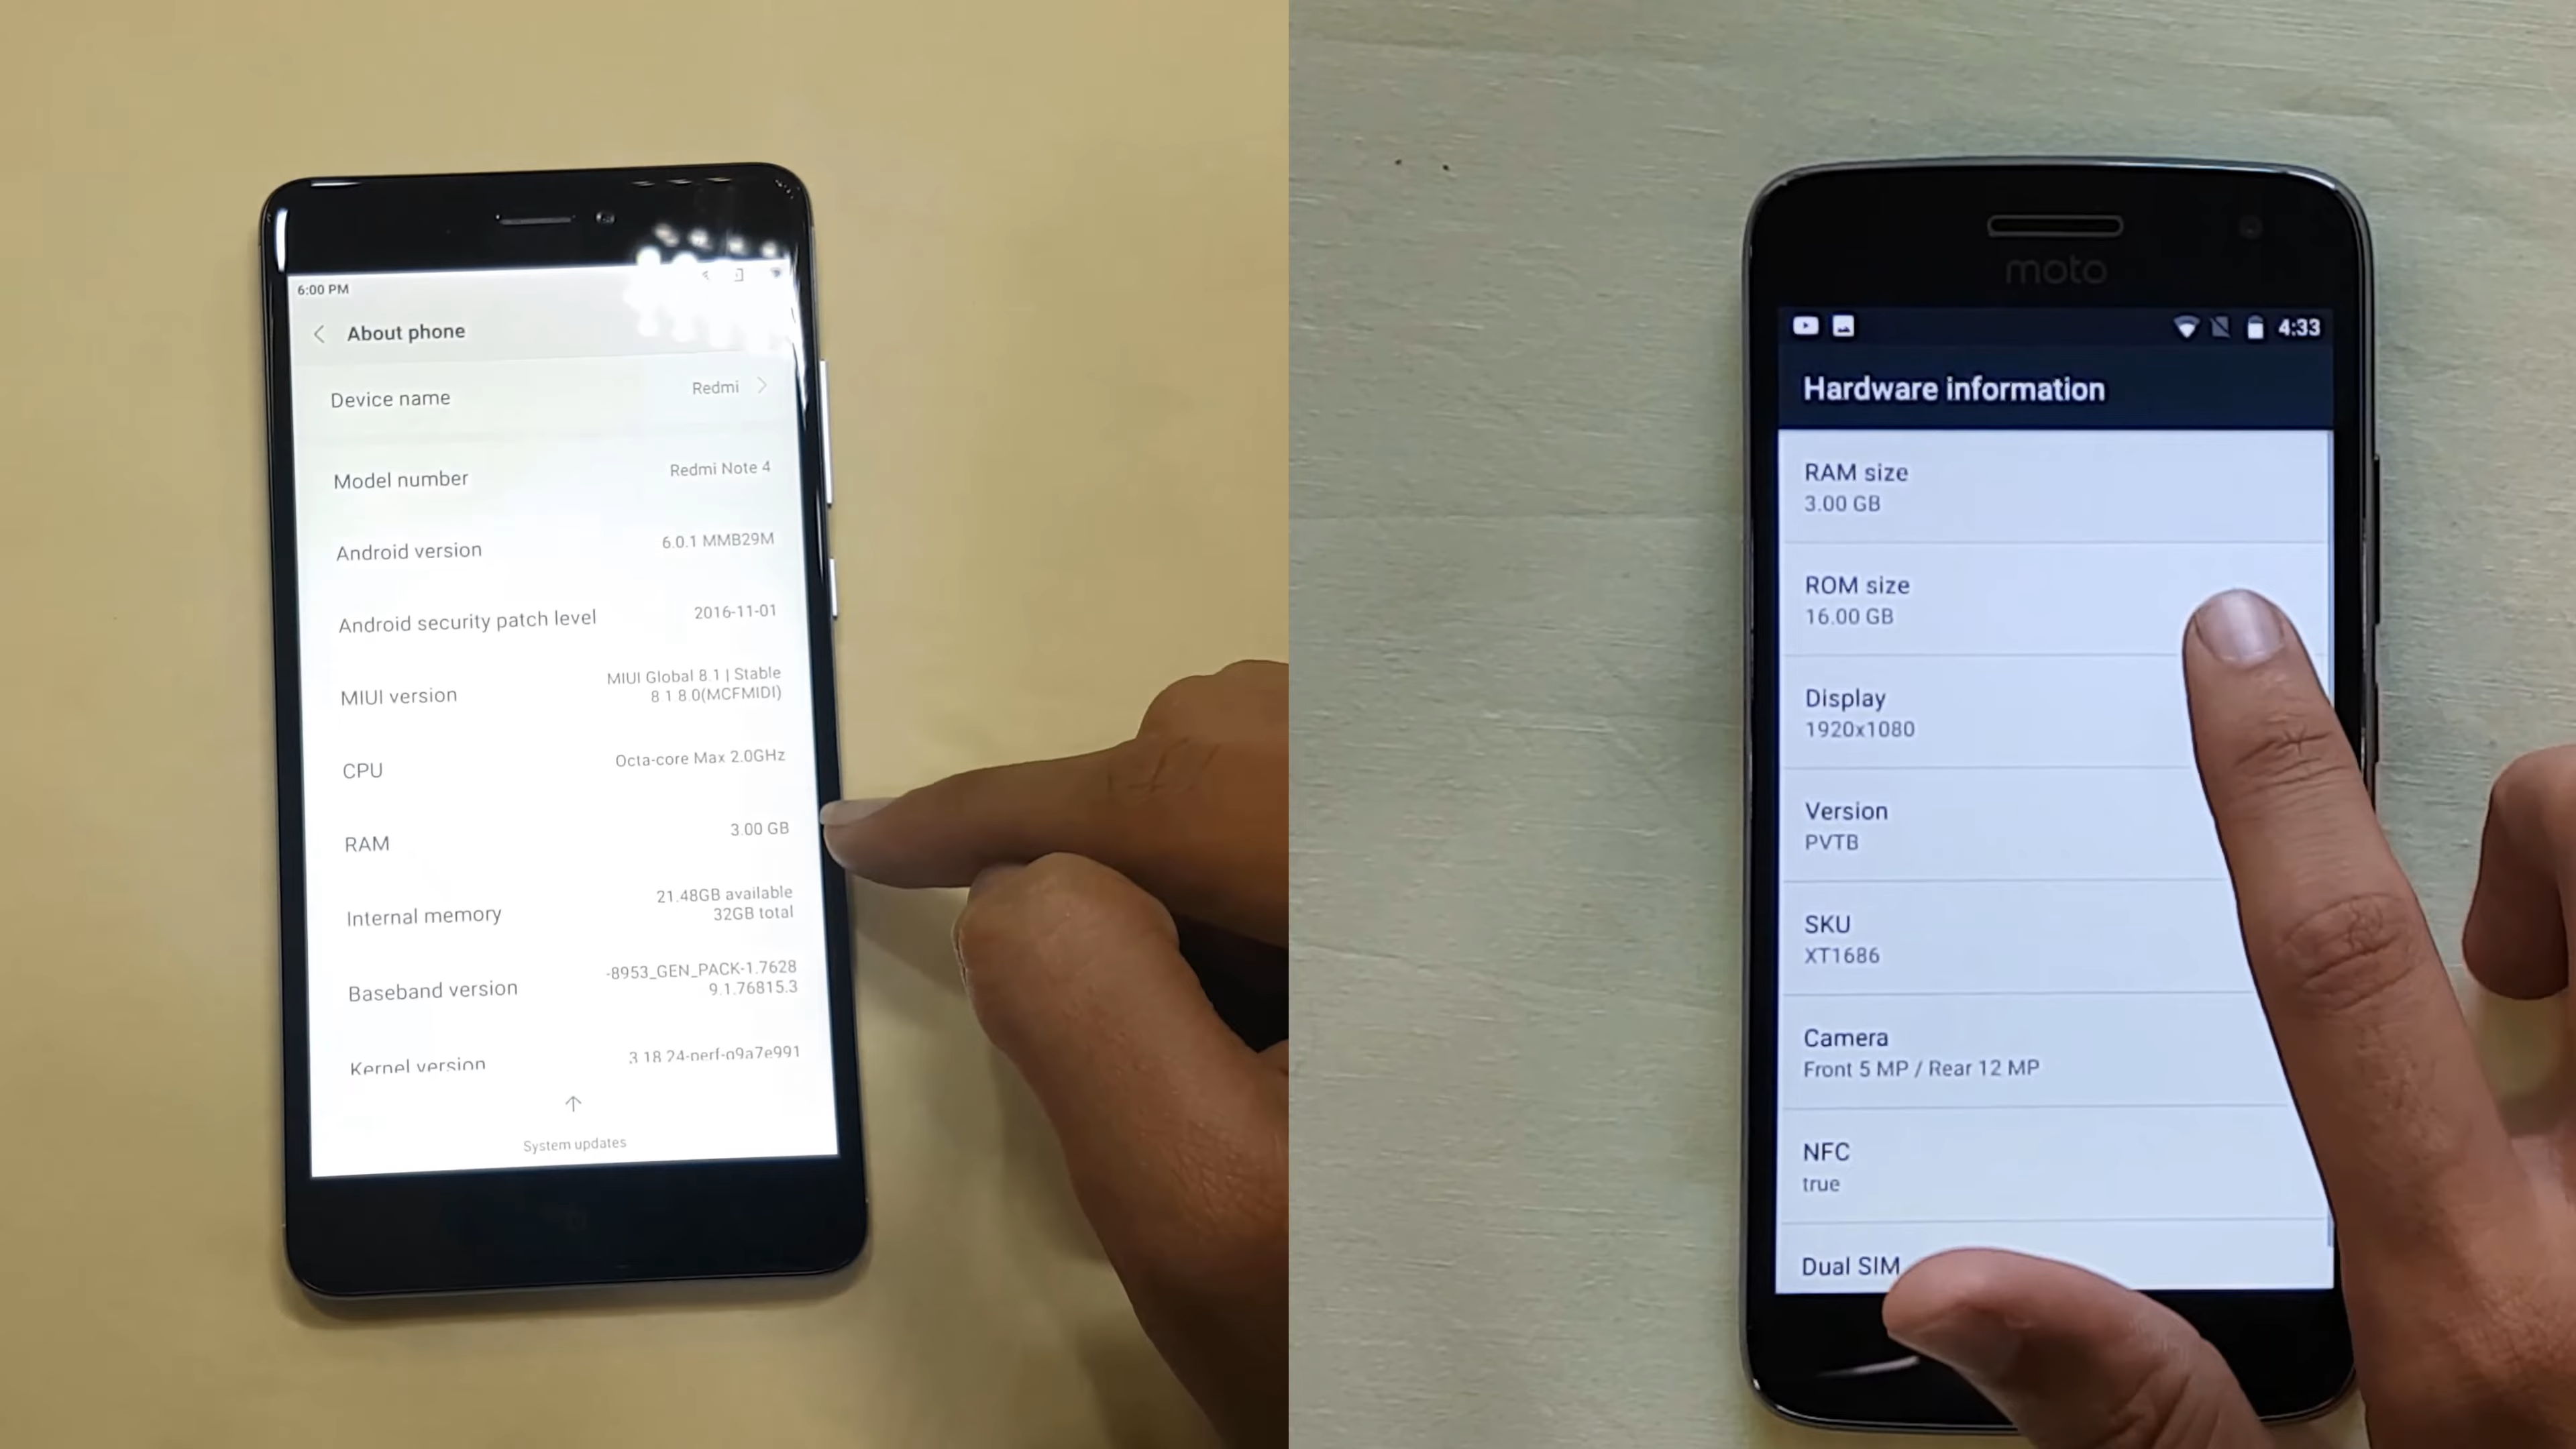 6:00 PM
About phone
Device name
Redmi
Model number
Redmi Note 4
Android version
6.0.1 MMB29M
Android security patch level
2016-11-01
MIUI version
MIUI Global 8.1 | Stable
8 1 8 0(MCFMIDI)
CPU
Octa-core Max 2.0GHz
RAM
3.00 GB
Internal memory
21.48GB available
32GB total
Baseband version
-8953_GEN_PACK-1.7628
9.1.76815.3
Kernel version
3.18.24-perf-g9a7e991
System updates
moto
4:33
Hardware information
RAM size
3.00 GB
ROM size
16.00 GB
Display
1920x1080
Version
PVTB
SKU
XT1686
Camera
Front 5 MP / Rear 12 MP
NFC
true
Dual SIM